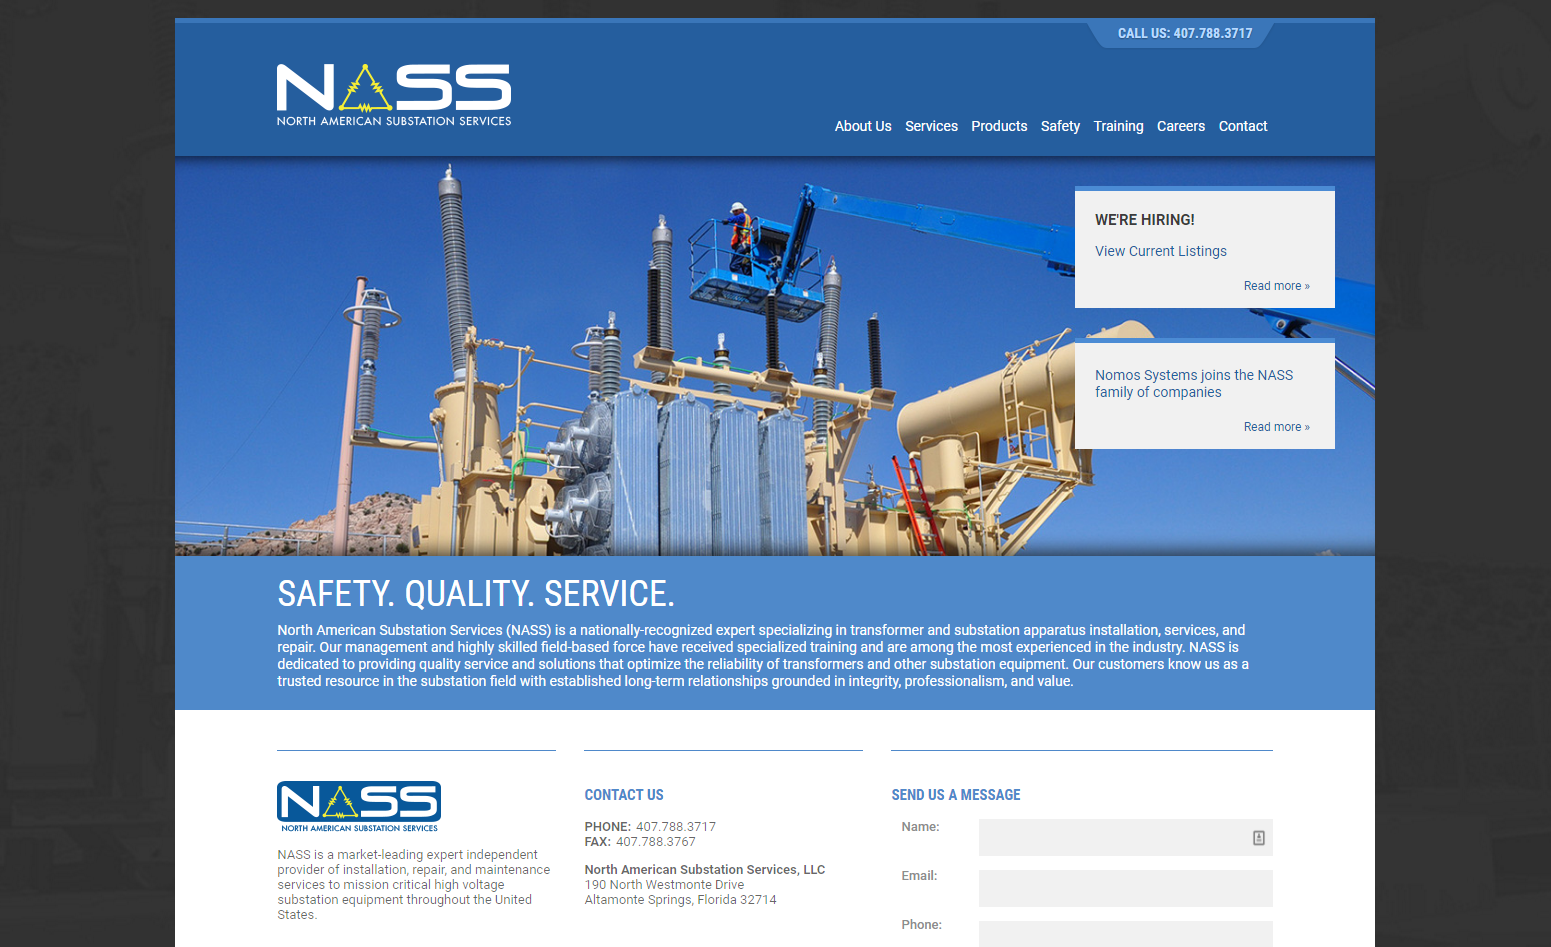 CALL US: 407.788.3717
NASS
NORTH AMERICAN SUBSTATION SERVICES
About Us Services Products Safety Training Careers Contact
WE'RE HIRING!
View Current Listings
Read more »
Nomos Systems joins the NASS
family of companies
Read more »
SAFETY. QUALITY. SERVICE.
North American Substation Services (NASS) is a nationally-recognized expert specializing in transformer and substation apparatus installation, services, and
repair. Our management and highly skilled field-based force have received specialized training and are among the most experienced in the industry. NASS is
dedicated to providing quality service and solutions that optimize the reliability of transformers and other substation equipment. Our customers know us as a
trusted resource in the substation field with established long-term relationships grounded in integrity, professionalism, and value.
NASS
NORTH AMERICAN SUBSTATION SERVICES
NASS is a market-leading expert independent
provider of installation, repair, and maintenance
services to mission critical high voltage
substation equipment throughout the United
States.
CONTACT US
PHONE: 407.788.3717
FAX: 407.788.3767
North American Substation Services, LLC
190 North Westmonte Drive
Altamonte Springs, Florida 32714
SEND US A MESSAGE
Name:
Email:
Phone: